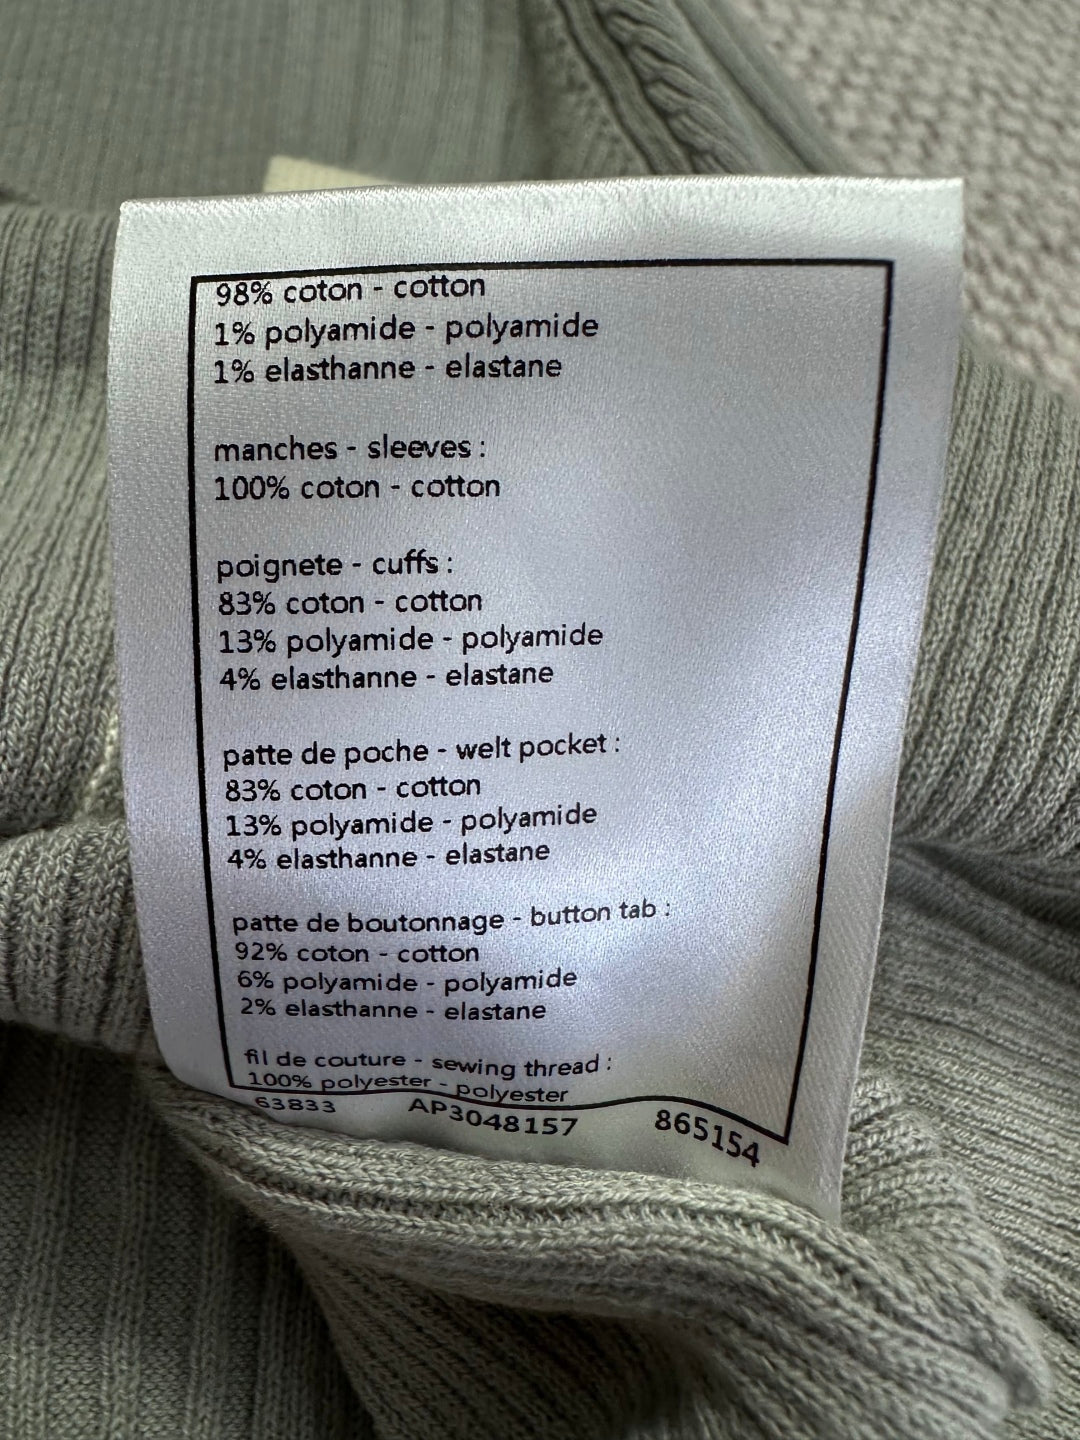 98% coton - cotton
1% polyamide - polyamide
1% elasthanne - elastane
manches - sleeves :
100% coton - cotton
poignete - cuffs :
83% coton - cotton
13% polyamide - polyamide
4% elasthanne - elastane
patte de poche - welt pocket :
83% coton - cotton
13% polyamide - polyamide
4% elasthanne - elastane
patte de boutonnage - button tab :
92% coton - cotton
6% polyamide - polyamide
2% elasthanne - elastane
fil de couture - sewing thread :
100% polyester - polyester
63833 AP3048157 865154